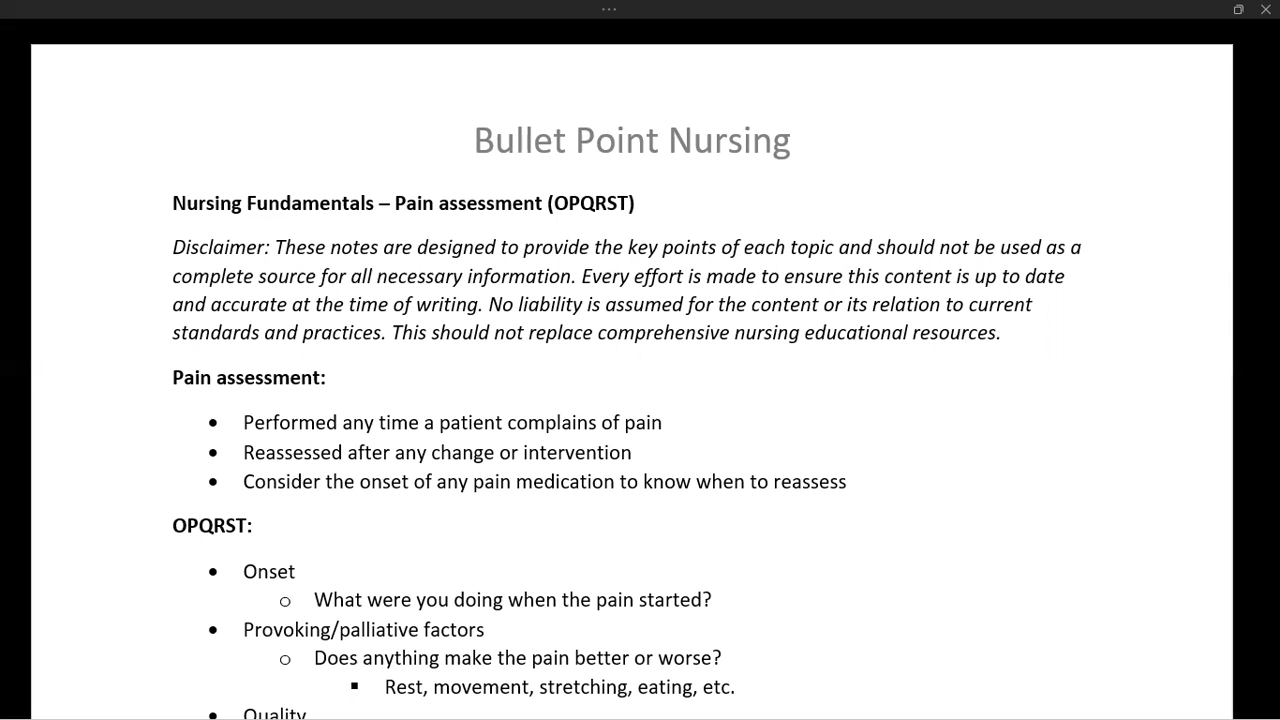 Bullet Point Nursing
Nursing Fundamentals – Pain assessment (OPQRST)
Disclaimer: These notes are designed to provide the key points of each topic and should not be used as a
complete source for all necessary information. Every effort is made to ensure this content is up to date
and accurate at the time of writing. No liability is assumed for the content or its relation to current
standards and practices. This should not replace comprehensive nursing educational resources.
Pain assessment:
• Performed any time a patient complains of pain
• Reassessed after any change or intervention
• Consider the onset of any pain medication to know when to reassess
OPQRST:
• Onset
o What were you doing when the pain started?
• Provoking/palliative factors
o Does anything make the pain better or worse?
▪ Rest, movement, stretching, eating, etc.
• Quality